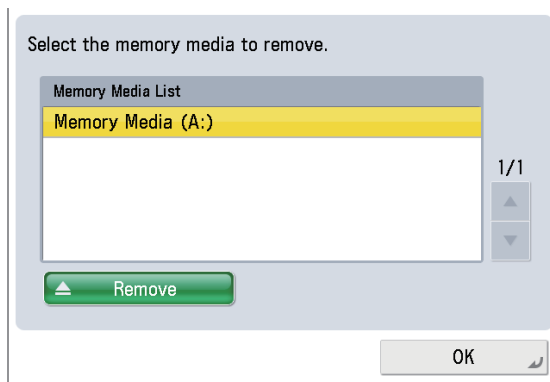 Select the memory media to remove.
Memory Media List
Memory Media (A:)
1/1
Remove
OK